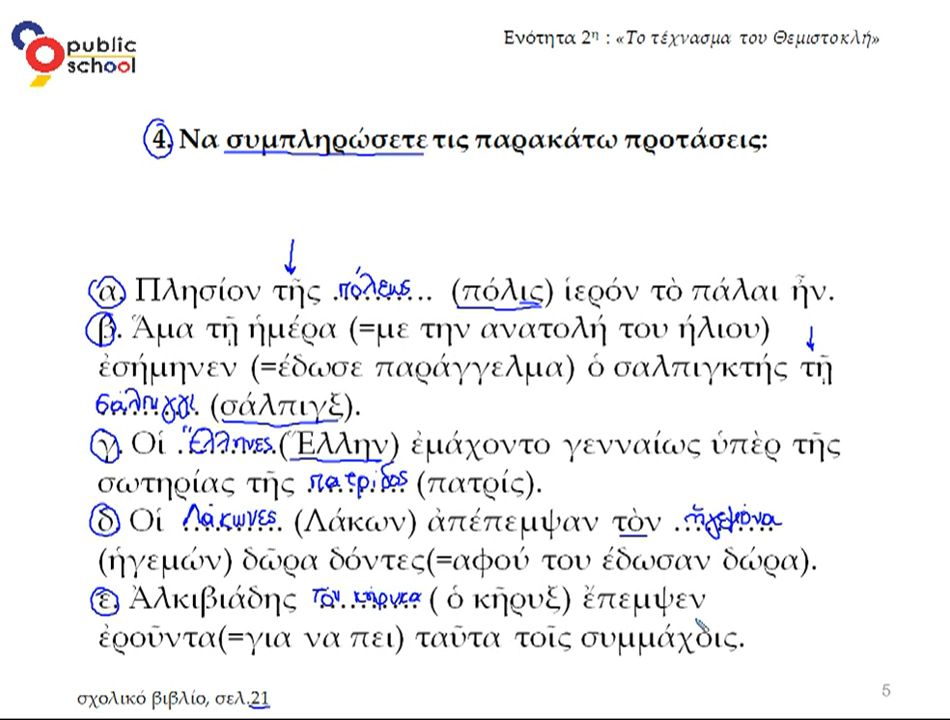 public
school
Ενότητα 2η : «Το τέχνασμα του Θεμιστοκλή»
4. Να συμπληρώσετε τις παρακάτω προτάσεις:
α. Πλησίον τῆς πόλεως (πόλις) ἱερόν τὸ πάλαι ἦν.
β. Ἅμα τῇ ἡμέρα (=με την ανατολή του ήλιου)
ἐσήμηνεν (=έδωσε παράγγελμα) ὁ σαλπιγκτής τῇ
σάλπιγγι (σάλπιγξ).
γ. Οἱ Ἕλληνες (Ἕλλην) ἐμάχοντο γενναίως ὑπὲρ τῆς
σωτηρίας τῆς πατρίδος (πατρίς).
δ. Οἱ Λάκωνες (Λάκων) ἀπέπεμψαν τὸν ἡγεμόνα
(ἡγεμών) δῶρα δόντες(=αφού του έδωσαν δώρα).
ε. Ἀλκιβιάδης τὸν κήρυκα ( ὁ κῆρυξ) ἔπεμψεν
ἐροῦντα(=για να πει) ταῦτα τοῖς συμμάχοις.
σχολικό βιβλίο, σελ.21
5